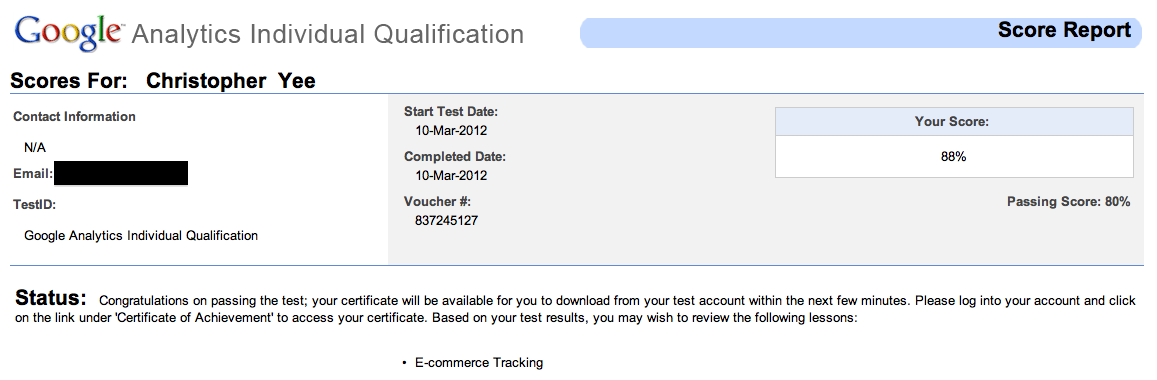 Google™ Analytics Individual Qualification
Score Report
Scores For: Christopher Yee
Contact Information
N/A
Email:
TestID:
Google Analytics Individual Qualification
Start Test Date:
10-Mar-2012
Completed Date:
10-Mar-2012
Voucher #:
837245127
Your Score:
88%
Passing Score: 80%
Status: Congratulations on passing the test; your certificate will be available for you to download from your test account within the next few minutes. Please log into your account and click
on the link under 'Certificate of Achievement' to access your certificate. Based on your test results, you may wish to review the following lessons:
• E-commerce Tracking